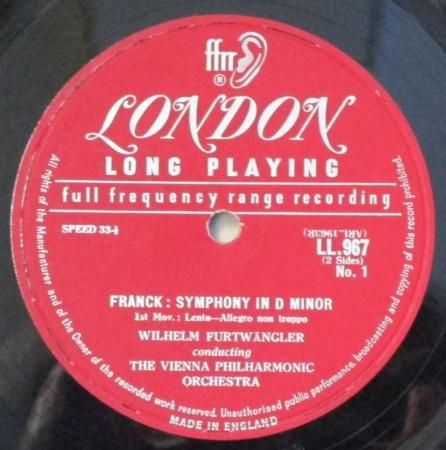 ffrr
®
LONDON
LONG PLAYING
full frequency range recording
SPEED 33⅓
(ARL.1963R)
LL.967
(2 Sides)
No. 1
FRANCK: SYMPHONY IN D MINOR
1st Mov.: Lento—Allegro non troppo
WILHELM FURTWÄNGLER
conducting
THE VIENNA PHILHARMONIC
ORCHESTRA
All Rights of the Manufacturer and of the Owner of the recorded work reserved. Unauthorised public performance, broadcasting and copying of this record prohibited.
MADE IN ENGLAND